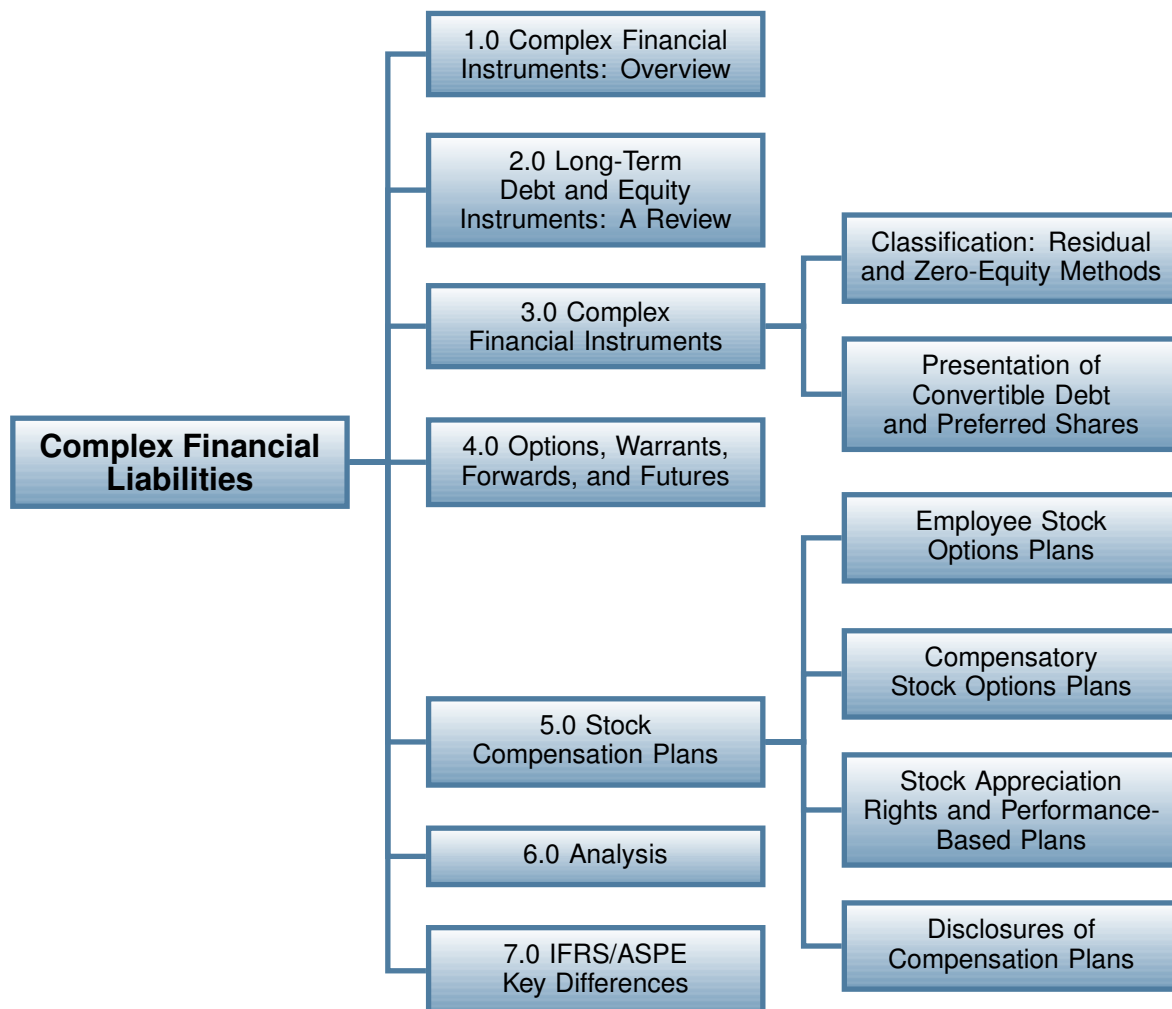 Complex Financial
Liabilities
1.0 Complex Financial
Instruments: Overview
2.0 Long-Term
Debt and Equity
Instruments: A Review
3.0 Complex
Financial Instruments
Classification: Residual
and Zero-Equity Methods
Presentation of
Convertible Debt
and Preferred Shares
4.0 Options, Warrants,
Forwards, and Futures
5.0 Stock
Compensation Plans
Employee Stock
Options Plans
Compensatory
Stock Options Plans
Stock Appreciation
Rights and Performance-
Based Plans
Disclosures of
Compensation Plans
6.0 Analysis
7.0 IFRS/ASPE
Key Differences